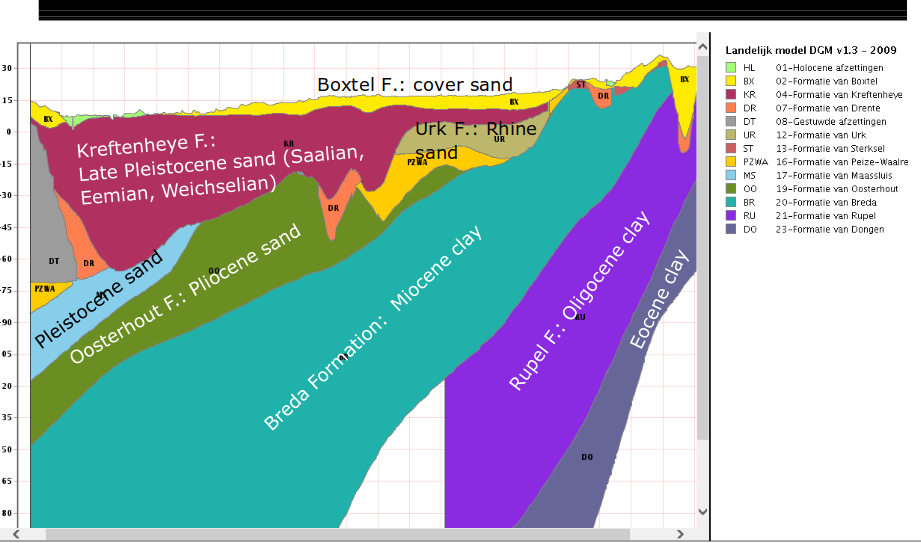 Landelijk model DGM v1.3 - 2009
HL 01-Holocene afzettingen
BX 02-Formatie van Boxtel
KR 04-Formatie van Kreftenheye
DR 07-Formatie van Drente
DT 08-Gestuwde afzettingen
UR 12-Formatie van Urk
ST 13-Formatie van Sterksel
PZWA 16-Formatie van Peize-Waalre
MS 17-Formatie van Maassluis
OO 19-Formatie van Oosterhout
BR 20-Formatie van Breda
RU 21-Formatie van Rupel
DO 23-Formatie van Dongen
30
15
0
-15
-30
-45
-60
-75
-90
05
20
35
50
65
80
Boxtel F.: cover sand
BX
BX
BX
ST
DR
Urk F.: Rhine
sand
UR
PZWA
KR
Kreftenheye F.:
Late Pleistocene sand (Saalian,
Eemian, Weichselian)
DR
DT
DR
PZWA
Pleistocene sand
OO
Oosterhout F.: Pliocene sand
Breda Formation: Miocene clay
RU
Rupel F.: Oligocene clay
Eocene clay
DO